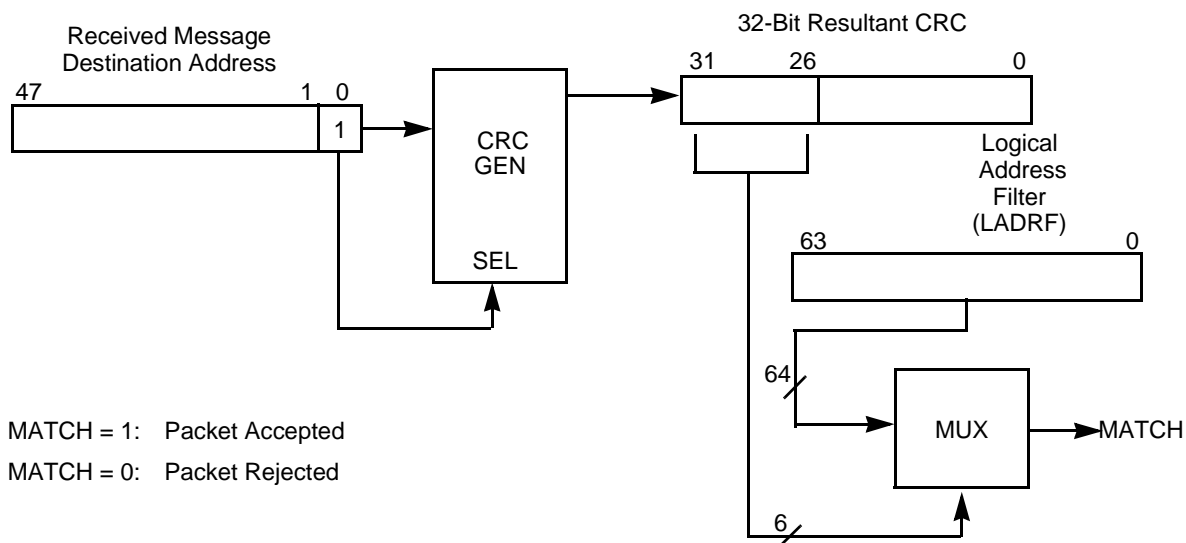 Received Message
Destination Address
47 1 0
1
CRC
GEN
SEL
32-Bit Resultant CRC
31 26 0
Logical
Address
Filter
(LADRF)
63 0
64
MUX
MATCH
6
MATCH = 1: Packet Accepted
MATCH = 0: Packet Rejected